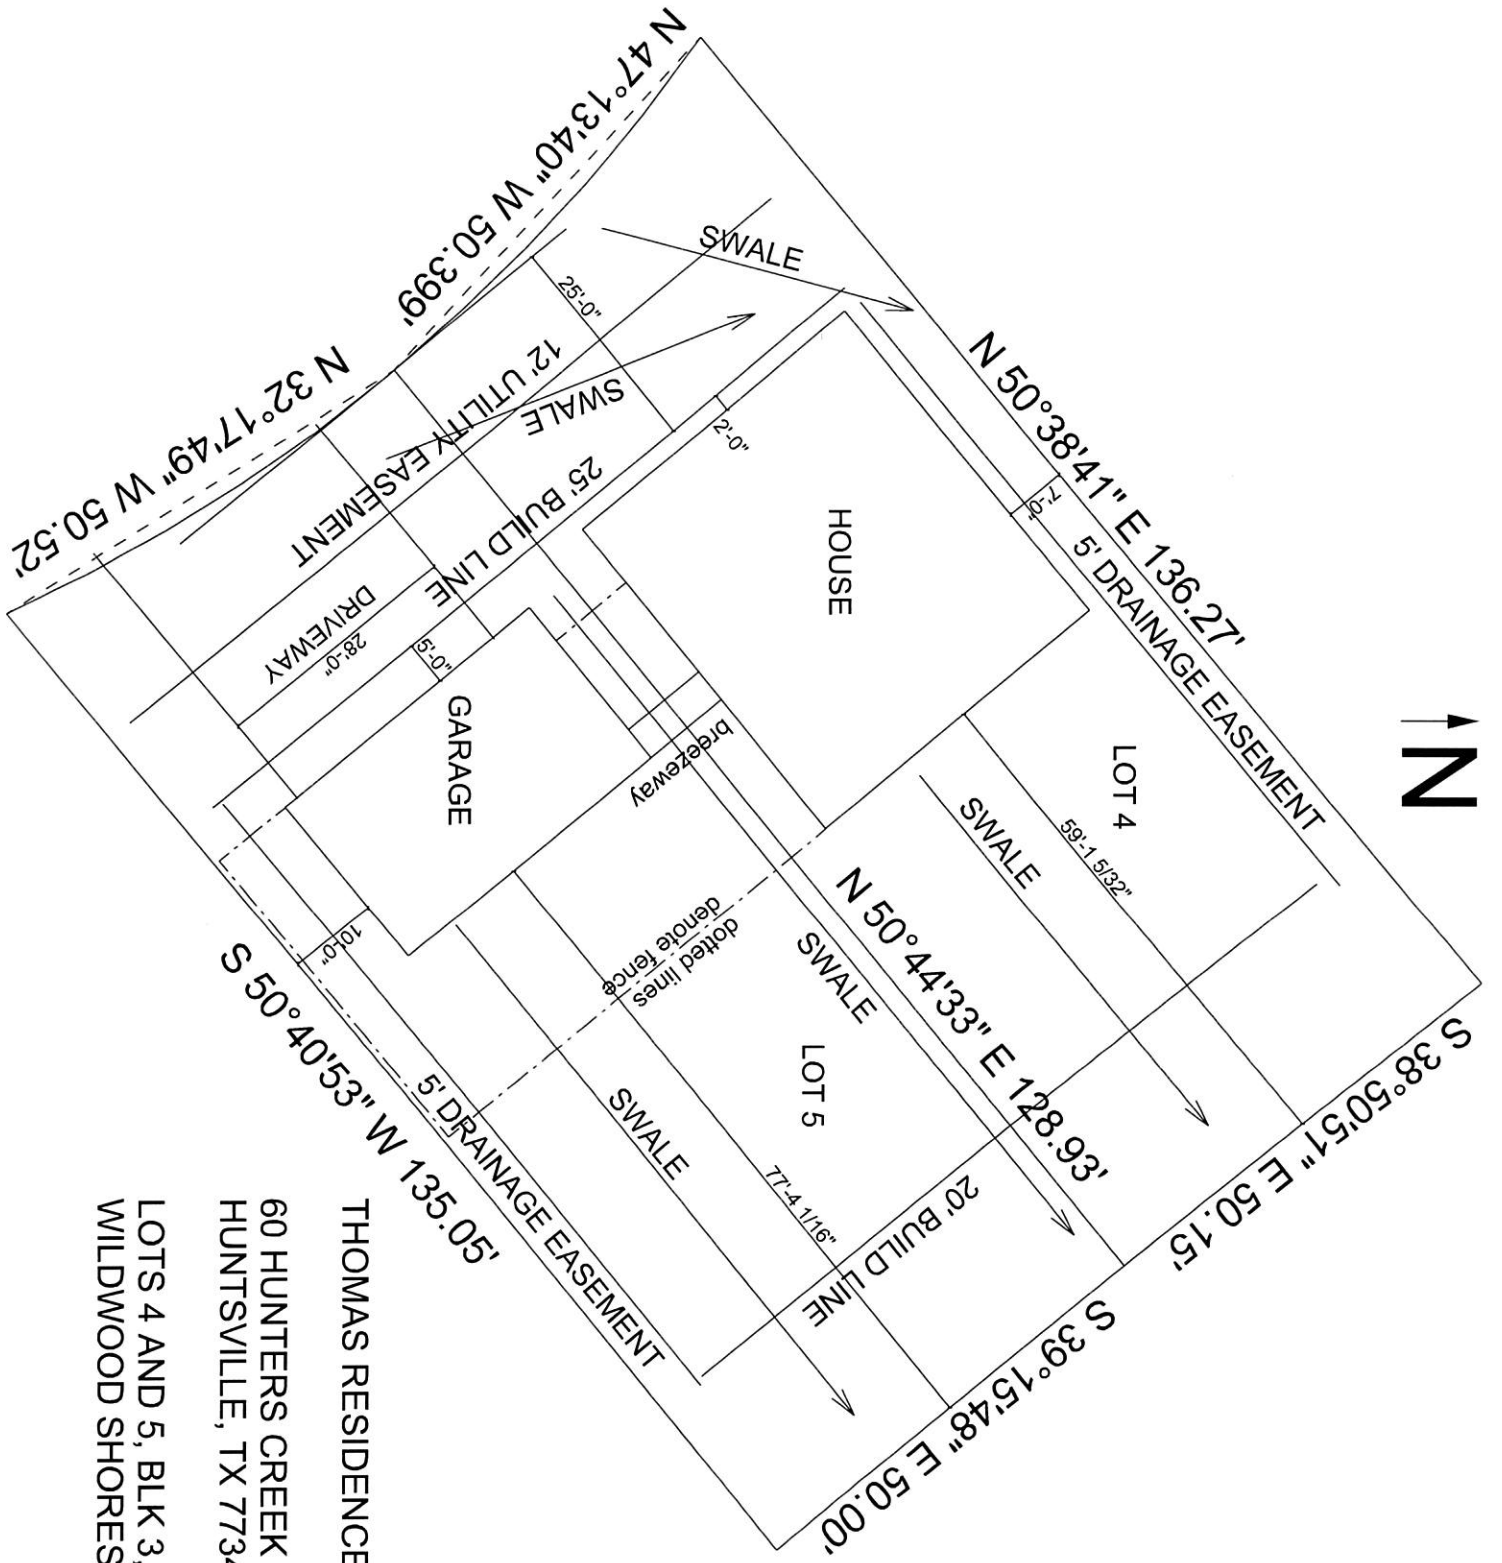 N 47°13'40" W 50.399'
N 32°17'49" W 50.52'
SWALE
25'-0"
12' UTILITY EASEMENT
SWALE
25' BUILD LINE
2'-0"
DRIVEWAY
28'-0"
5'-0"
GARAGE
HOUSE
breezeway
N 50°38'41" E 136.27'
7'-0"
5' DRAINAGE EASEMENT
LOT 4
59'-1 5/32"
SWALE
N
N 50°44'33" E 128.93'
SWALE
dotted lines
denote fence
10'-0"
LOT 5
77'-4 1/16"
SWALE
20' BUILD LINE
5' DRAINAGE EASEMENT
S 50°40'53" W 135.05'
S 38°50'51" E 50.15'
S 39°15'48" E 50.00'
THOMAS RESIDENCE
60 HUNTERS CREEK
HUNTSVILLE, TX
LOTS 4 AND 5, BLK 3,
WILDWOOD SHORES